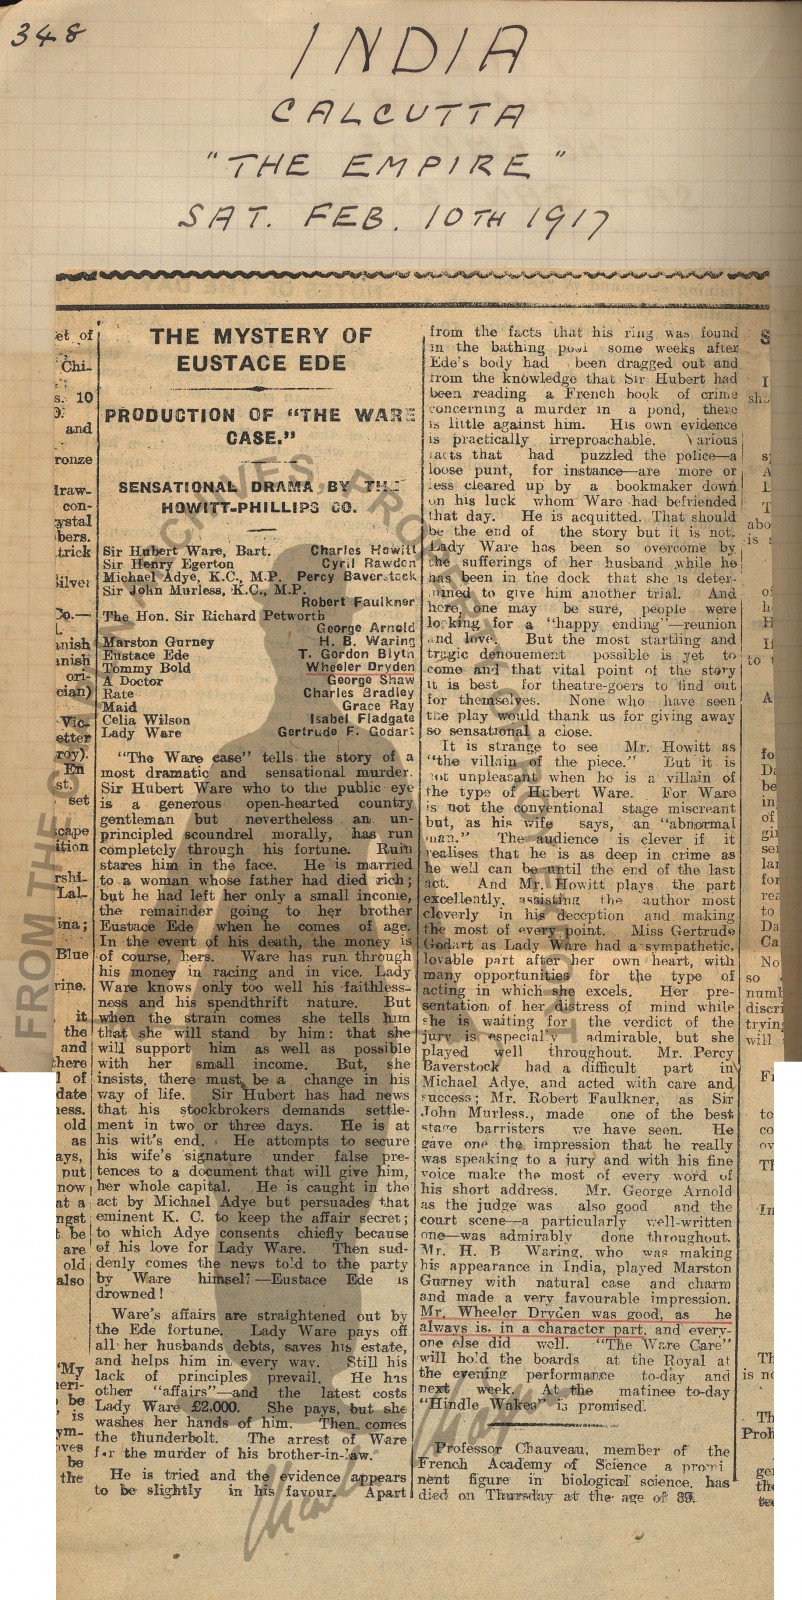 348
INDIA
CALCUTTA
"THE EMPIRE"
SAT. FEB. 10TH 1917
THE MYSTERY OF
EUSTACE EDE
PRODUCTION OF "THE WARE
CASE."
SENSATIONAL DRAMA BY THE
HOWITT-PHILLIPS CO.
Sir Hubert Ware, Bart. Charles Howitt
Sir Henry Egerton Cyril Rawdon
Michael Adye, K.C., M.P. Percy Baverstock
Sir John Murless, K.C., M.P.
Robert Faulkner
The Hon. Sir Richard Petworth
George Arnold
Marston Gurney H. B. Waring
Eustace Ede T. Gordon Blyth
Tommy Bold Wheeler Dryden
A Doctor George Shaw
Rate Charles Bradley
Maid Grace Ray
Celia Wilson Isabel Fladgate
Lady Ware Gertrude F. Godart
"The Ware case" tells the story of a
most dramatic and sensational murder.
Sir Hubert Ware who to the public eye
is a generous open-hearted country
gentleman but nevertheless an un-
principled scoundrel morally, has run
completely through his fortune. Ruin
stares him in the face. He is married
to a woman whose father had died rich;
but he had left her only a small income,
the remainder going to her brother
Eustace Ede when he comes of age.
In the event of his death, the money is
of course, hers. Ware has run through
his money in racing and in vice. Lady
Ware knows only too well his faithless-
ness and his spendthrift nature. But
when the strain comes she tells him
that she will stand by him: that she
will support him as well as possible
with her small income. But, she
insists, there must be a change in his
way of life. Sir Hubert has had news
that his stockbrokers demands settle-
ment in two or three days. He is at
his wit's end. He attempts to secure
his wife's signature under false pre-
tences to a document that will give him,
her whole capital. He is caught in the
act by Michael Adye but persuades that
eminent K. C. to keep the affair secret;
to which Adye consents chiefly because
of his love for Lady Ware. Then sud-
denly comes the news told to the party
by Ware himself—Eustace Ede is
drowned!
Ware's affairs are straightened out by
the Ede fortune. Lady Ware pays off
all her husbands debts, saves his estate,
and helps him in every way. Still his
lack of principles prevail. He has
other "affairs"—and the latest costs
Lady Ware £2,000. She pays, but she
washes her hands of him. Then comes
the thunderbolt. The arrest of Ware
for the murder of his brother-in-law.
He is tried and the evidence appears
to be slightly in his favour. Apart
from the facts that his ring was found
in the bathing pool some weeks after
Ede's body had been dragged out and
from the knowledge that Sir Hubert had
been reading a French book of crime
concerning a murder in a pond, there
is little against him. His own evidence
is practically irreproachable. Various
facts that had puzzled the police—a
loose punt, for instance—are more or
less cleared up by a bookmaker down
on his luck whom Ware had befriended
that day. He is acquitted. That should
be the end of the story but it is not.
Lady Ware has been so overcome by
the sufferings of her husband while he
has been in the dock that she is deter-
mined to give him another trial. And
here, one may be sure, people were
looking for a "happy ending"—reunion
and love. But the most startling and
tragic denouement possible is yet to
come and that vital point of the story
it is best for theatre-goers to find out
for themselves. None who have seen
the play would thank us for giving away
so sensational a close.
It is strange to see Mr. Howitt as
"the villain of the piece." But it is
not unpleasant when he is a villain of
the type of Hubert Ware. For Ware
is not the conventional stage miscreant
but, as his wife says, an "abnormal
man." The audience is clever if it
realises that he is as deep in crime as
he well can be until the end of the last
act. And Mr. Howitt plays the part
excellently, assisting the author most
cleverly in his deception and making
the most of every point. Miss Gertrude
Godart as Lady Ware had a sympathetic,
lovable part after her own heart, with
many opportunities for the type of
acting in which she excels. Her pre-
sentation of her distress of mind while
she is waiting for the verdict of the
jury is especially admirable, but she
played well throughout. Mr. Percy
Baverstock had a difficult part in
Michael Adye, and acted with care and
success; Mr. Robert Faulkner, as Sir
John Murless, made one of the best
stage barristers we have seen. He
gave one the impression that he really
was speaking to a jury and with his fine
voice make the most of every word of
his short address. Mr. George Arnold
as the judge was also good and the
court scene—a particularly well-written
one—was admirably done throughout.
Mr. H. B Waring, who was making
his appearance in India, played Marston
Gurney with natural ease and charm
and made a very favourable impression.
Mr. Wheeler Dryden was good, as he
always is, in a character part, and every-
one else did well. "The Ware Care"
will hold the boards at the Royal at
the evening performance to-day and
next week. At the matinee to-day
"Hindle Wakes" is promised.
Professor Chauveau, member of the
French Academy of Science a promi
nent figure in biological science, has
died on Thursday at the age of 89.
FROM THE CHAPLIN ARCHIVES, PROPERTY OF ROY EXPORT
Charlie Chaplin